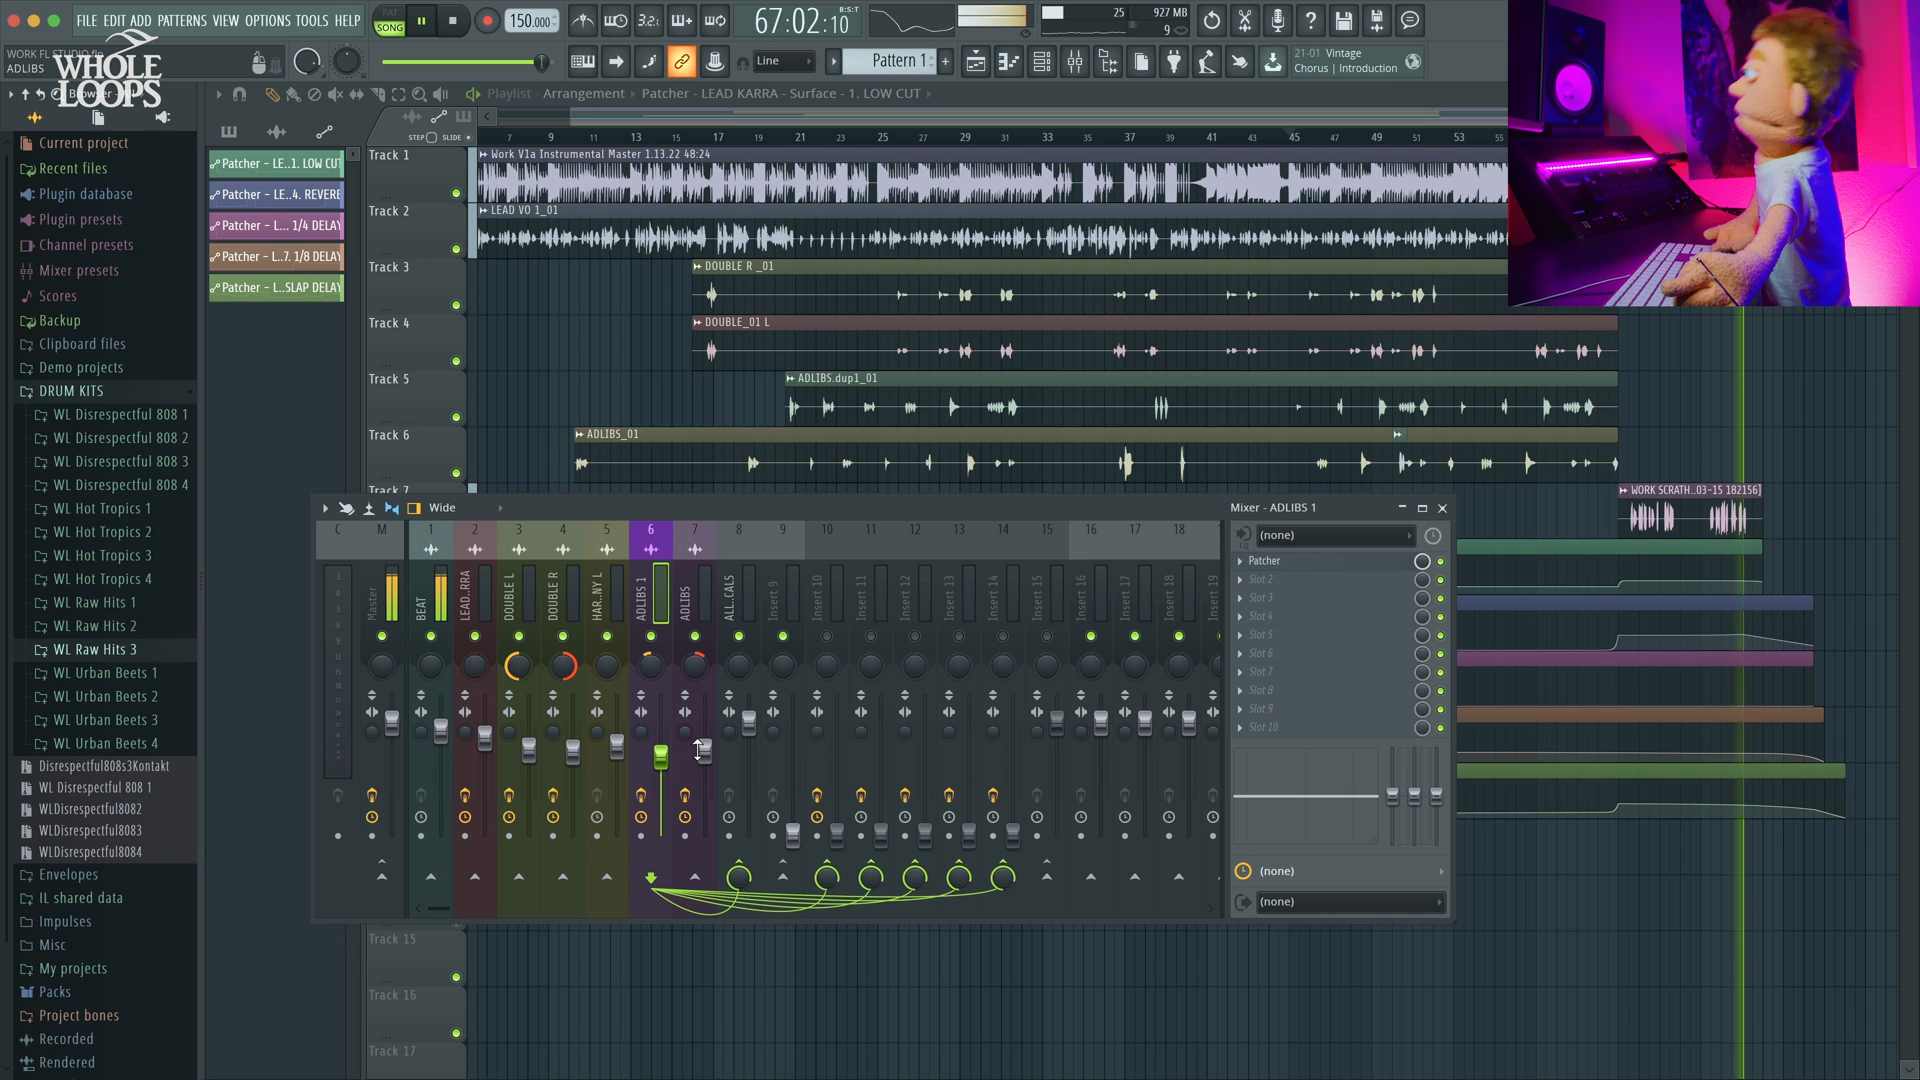 FILE EDIT ADD PATTERNS VIEW OPTIONS TOOLS HELP
PAT
SONG
150.000
3.2
67:02:10
B:S:T
25
927 MB
9
ADLIBS
WHOLE
LOOPS
Line
Pattern 1
+
21-01 Vintage
Chorus | Introduction
Playlist - Arrangement › Patcher - LEAD KARRA - Surface - 1. LOW CUT ›
STEP SLIDE
7 9 11 13 15 17 19 21 23 25 27 29 31 33 35 37 39 41 43 45 47 49 51 53 55
Current project
Recent files
Plugin database
Plugin presets
Channel presets
Mixer presets
Scores
Backup
Clipboard files
Demo projects
DRUM KITS
WL Disrespectful 808 1
WL Disrespectful 808 2
WL Disrespectful 808 3
WL Disrespectful 808 4
WL Hot Tropics 1
WL Hot Tropics 2
WL Hot Tropics 3
WL Hot Tropics 4
WL Raw Hits 1
WL Raw Hits 2
WL Raw Hits 3
WL Urban Beets 1
WL Urban Beets 2
WL Urban Beets 3
WL Urban Beets 4
Disrespectful808s3Kontakt
WL Disrespectful 808 1
WLDisrespectful8082
WLDisrespectful8083
WLDisrespectful8084
Envelopes
IL shared data
Impulses
Misc
My projects
Packs
Project bones
Recorded
Rendered
Patcher - LE..1. LOW CUT
Patcher - LE..4. REVERB
Patcher - L... 1/4 DELAY
Patcher - L..7. 1/8 DELAY
Patcher - L..SLAP DELAY
Track 1
Work V1a Instrumental Master 1.13.22 48:24
Track 2
LEAD VO 1_01
Track 3
DOUBLE R _01
Track 4
DOUBLE_01 L
Track 5
ADLIBS.dup1_01
Track 6
ADLIBS_01
Track 7
WORK SCRATH..03-15 182156]
Track 15
Track 16
Track 17
Wide
Mixer - ADLIBS 1
C M 1 2 3 4 5 6 7 8 9 10 11 12 13 14 15 16 17 18
Master
BEAT
LEAD..RRA
DOUBLE L
DOUBLE R
HAR..NY L
ADLIBS 1
ADLIBS
ALL..CALS
Insert 9
Insert 10
Insert 11
Insert 12
Insert 13
Insert 14
Insert 15
Insert 16
Insert 17
Insert 18
(none)
Patcher
Slot 2
Slot 3
Slot 4
Slot 5
Slot 6
Slot 7
Slot 8
Slot 9
Slot 10
(none)
(none)